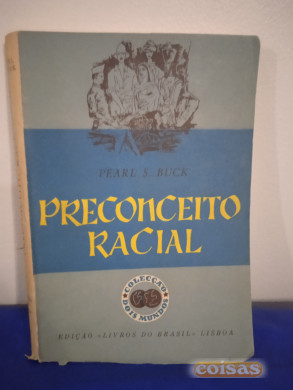 PEARL S. BUCK
PRECONCEITO
RACIAL
COLECÇÃO
DOIS MUNDOS
EDIÇÃO «LIVROS DO BRASIL» LISBOA
coisas